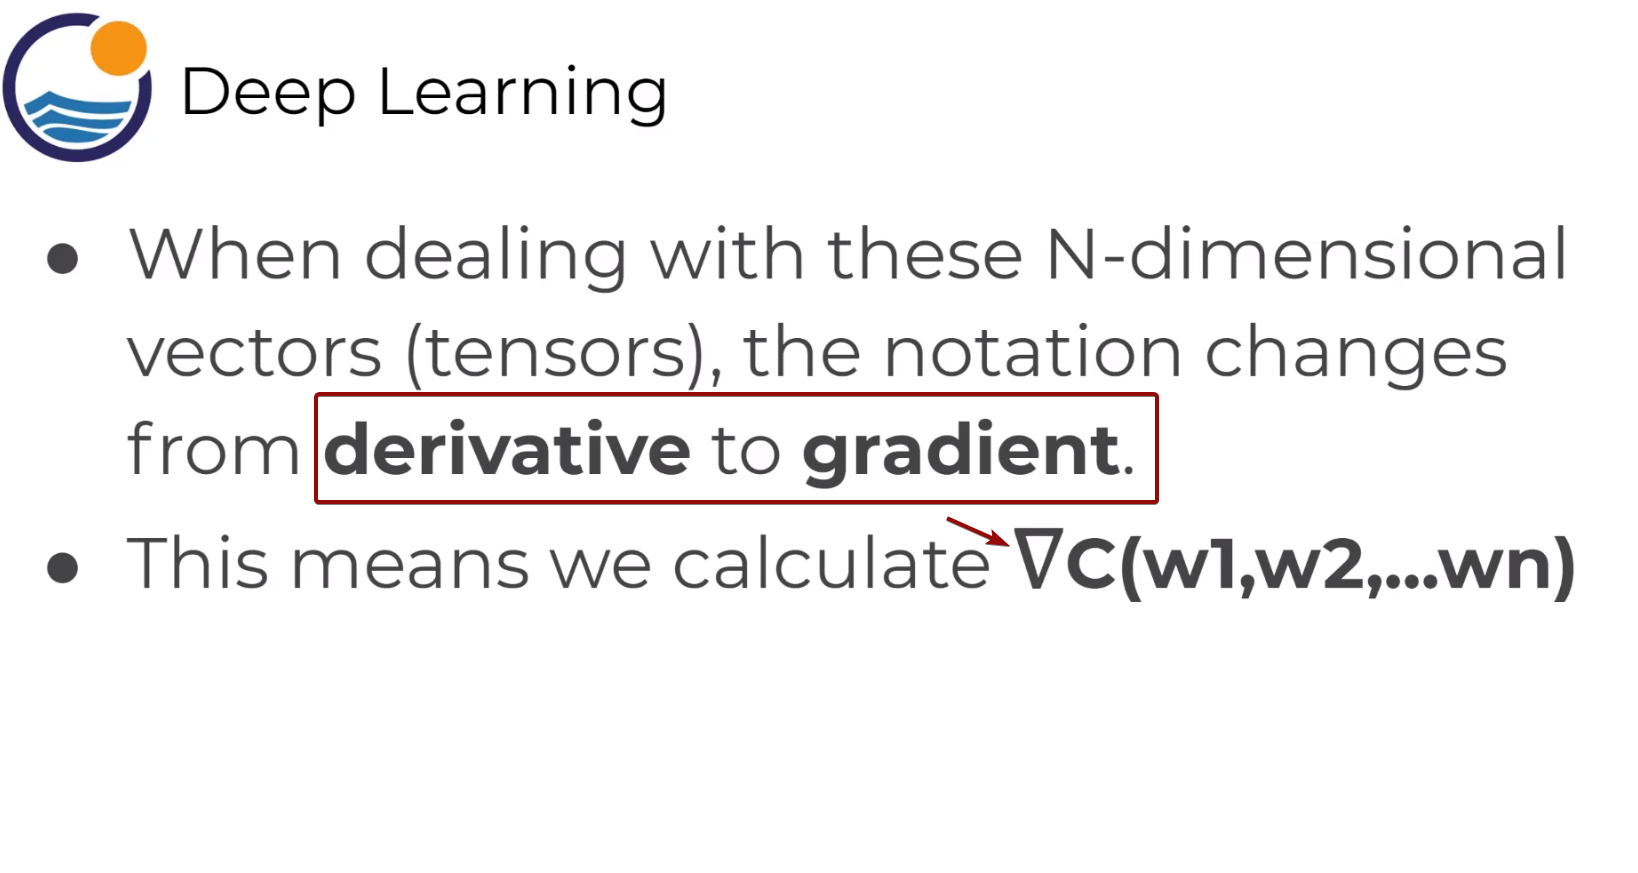 Deep Learning
● When dealing with these N-dimensional
vectors (tensors), the notation changes
from derivative to gradient.
● This means we calculate ∇C(w1,w2,...wn)